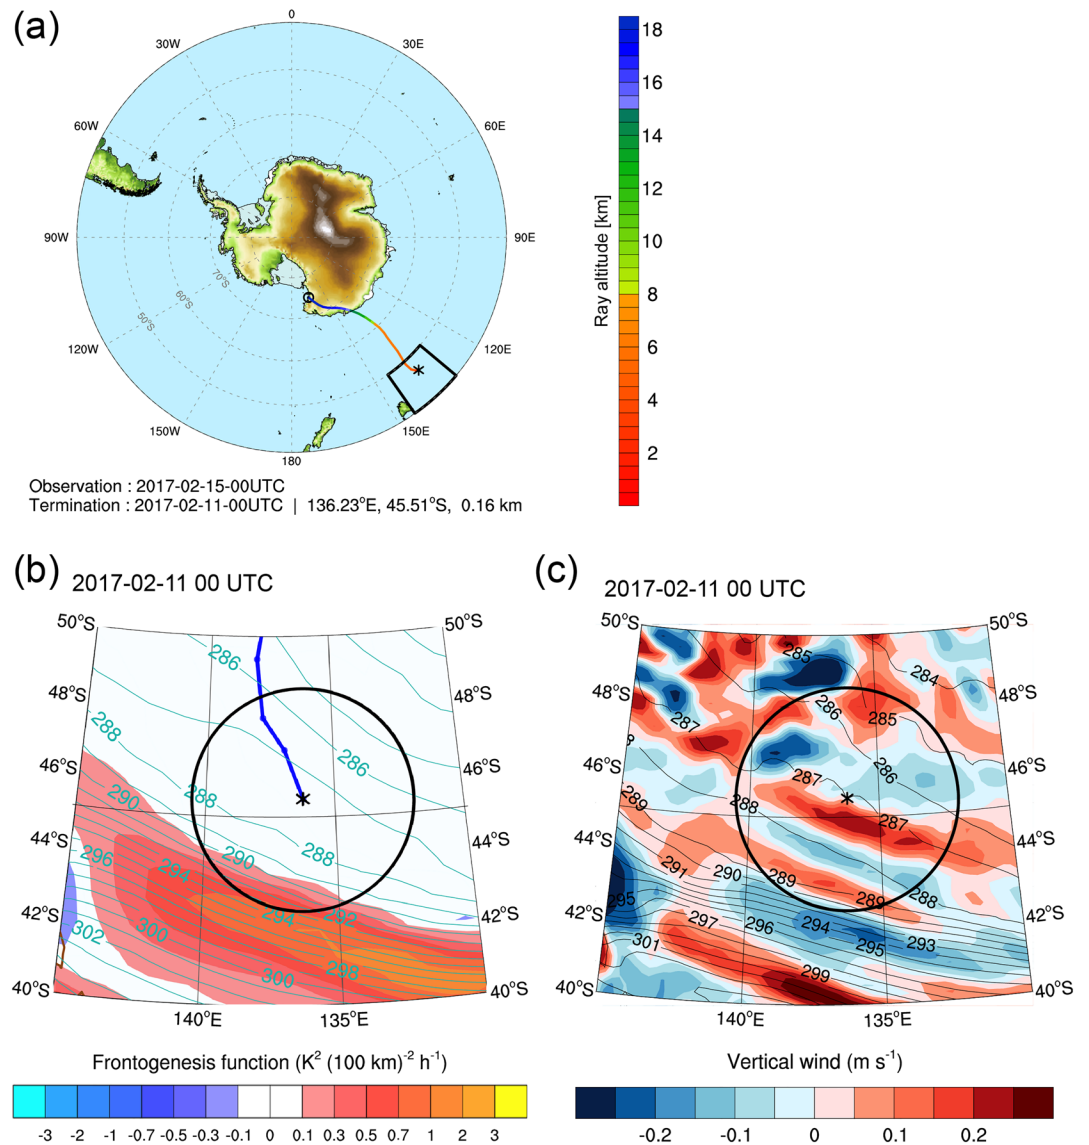 (a)
0
30W
30E
60W
60E
90W
90E
70°S
60°S
50°S
120W
120E
150W
150E
180
18
16
14
12
10
8
6
4
2
Ray altitude [km]
Observation : 2017-02-15-00UTC
Termination : 2017-02-11-00UTC | 136.23°E, 45.51°S, 0.16 km
(b)
2017-02-11 00 UTC
50°S
50°S
48°S
48°S
46°S
46°S
44°S
44°S
42°S
42°S
40°S
40°S
286
288
286
290
288
288
290
296
294
294
292
302
300
300
298
140°E
135°E
Frontogenesis function (K² (100 km)⁻² h⁻¹)
-3 -2 -1 -0.7 -0.5 -0.3 -0.1 0 0.1 0.3 0.5 0.7 1 2 3
(c)
2017-02-11 00 UTC
50°S
50°S
48°S
48°S
46°S
46°S
44°S
44°S
42°S
42°S
40°S
40°S
285
284
286
285
287
286
287
8
289
288
287
291
290
289
288
289
295
297
296
294
293
295
301
299
140°E
135°E
Vertical wind (m s⁻¹)
-0.2 -0.1 0 0.1 0.2